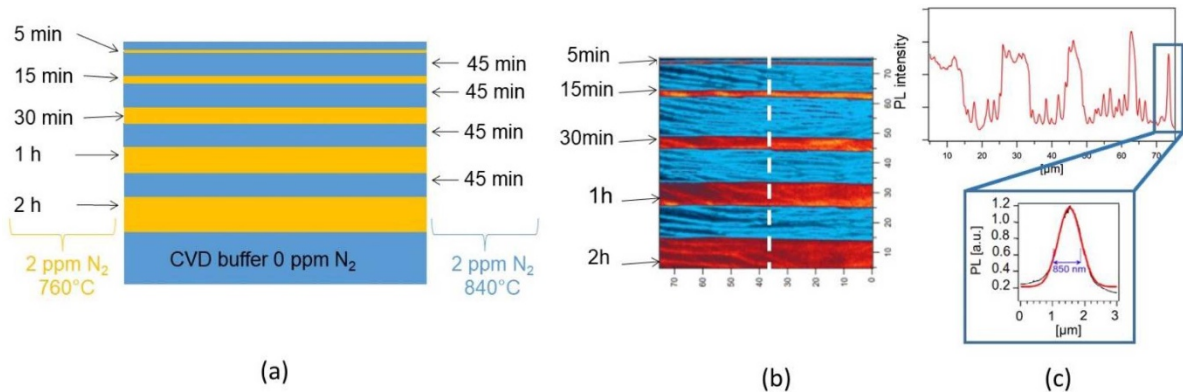 5 min
15 min
30 min
1 h
2 h
45 min
45 min
45 min
45 min
2 ppm N₂
760°C
CVD buffer 0 ppm N₂
2 ppm N₂
840°C
(a)
5min
15min
30min
1h
2h
70
60
50
40
30
20
10
70 60 50 40 30 20 10 0
(b)
PL intensity
10 20 30 40 50 60 70
[µm]
PL [a.u.]
1.2
1.0
0.8
0.6
0.4
0.2
850 nm
0 1 2 3
[µm]
(c)